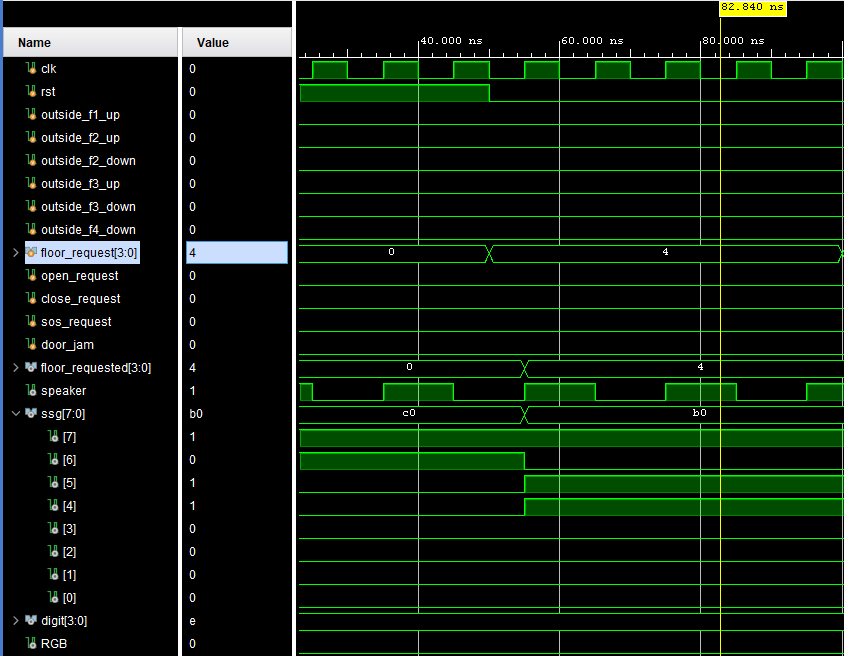 82.840 ns
Name Value
40.000 ns 60.000 ns 80.000 ns
clk 0
rst 0
outside_f1_up 0
outside_f2_up 0
outside_f2_down 0
outside_f3_up 0
outside_f3_down 0
outside_f4_down 0
floor_request[3:0] 4 0 4
open_request 0
close_request 0
sos_request 0
door_jam 0
floor_requested[3:0] 4 0 4
speaker 1
ssg[7:0] b0 c0 b0
[7] 1
[6] 0
[5] 1
[4] 1
[3] 0
[2] 0
[1] 0
[0] 0
digit[3:0] e
RGB 0